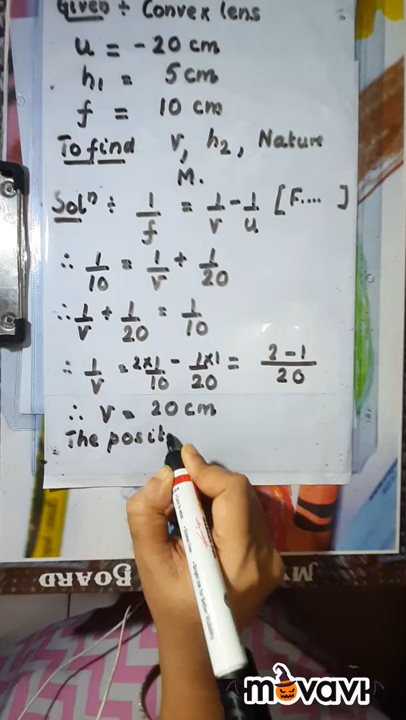 Given ÷ Convex lens
u = -20 cm
h₁ = 5cm
f = 10 cm
To find v, h₂, Nature
M.
Solⁿ ÷ 1/f = 1/v - 1/u [F.... ]
∴ 1/10 = 1/v + 1/20
∴ 1/v + 1/20 = 1/10
∴ 1/v = 2×1/10 - 1×1/20 = 2-1/20
∴ v = 20 cm
The posit
BOARD
movavi